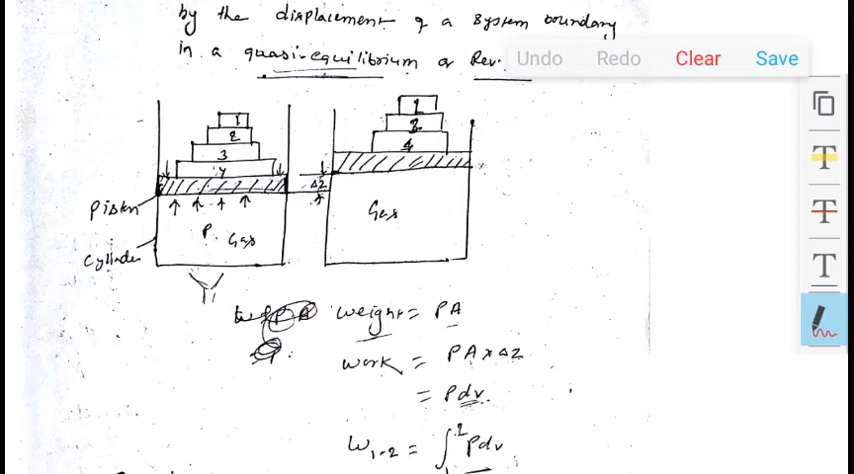 by the displacement of a system boundary
in a quasi-equilibrium or Rev.
Undo Redo Clear Save
1
2
3
4
1
4
Δz
Piston
P. Gas
Gas
Cylinder
weight = PA
work = PA x Δz
= Pdv.
W1-2 = ∫ 2 Pdv
T
T
T